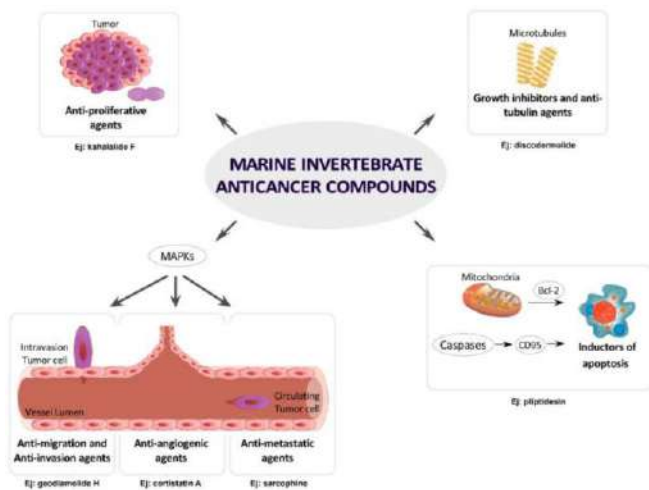 Tumor
Anti-proliferative
agents
Ej: kahalalide F
Microtubules
Growth inhibitors and anti-
tubulin agents
Ej: discodermolide
MARINE INVERTEBRATE
ANTICANCER COMPOUNDS
MAPKs
Intravasion
Tumor cell
Vessel Lumen
Circulating
Tumor cell
Anti-migration and
Anti-invasion agents
Ej: geodiamolide H
Anti-angiogenic
agents
Ej: cortistatin A
Anti-metastatic
agents
Ej: sarcophine
Mitochondria
Bcl-2
Caspases
CD95
Inductors of
apoptosis
Ej: pliptidesin